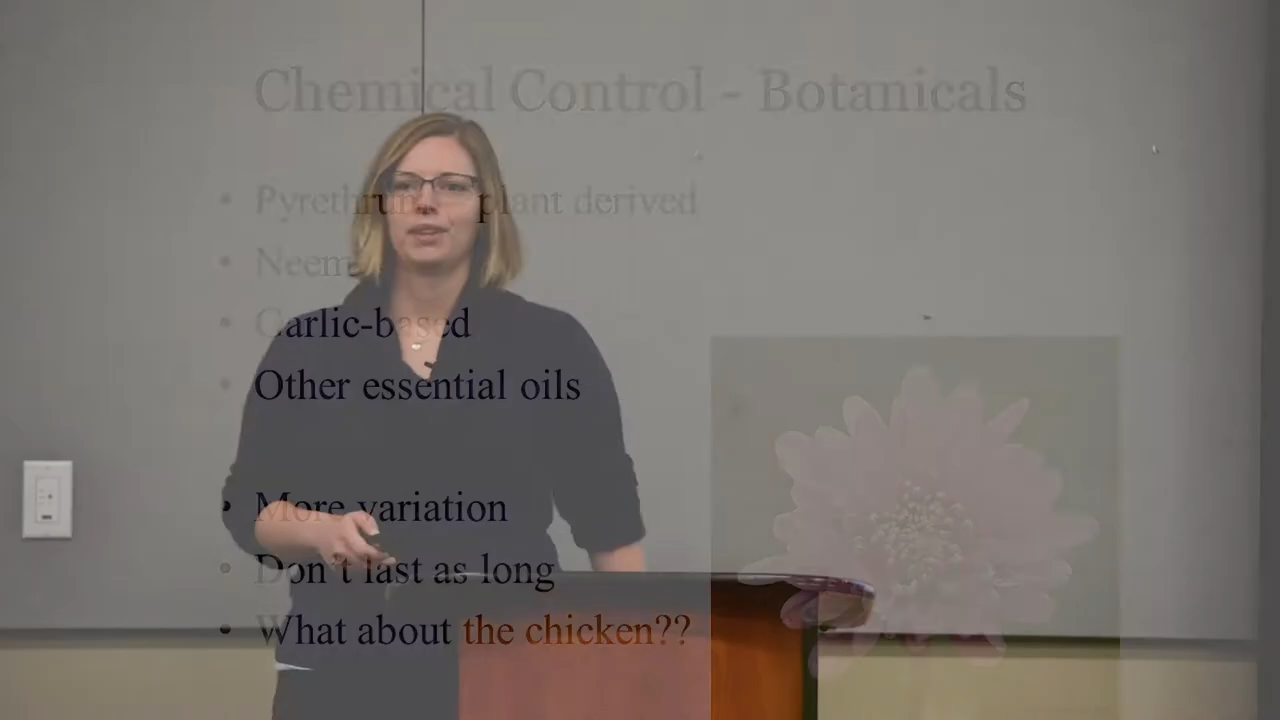 Chemical Control - Botanicals
• Pyrethrum plant derived
• Neem
• Garlic-based
• Other essential oils
• More variation
• Don't last as long
• What about the chicken??